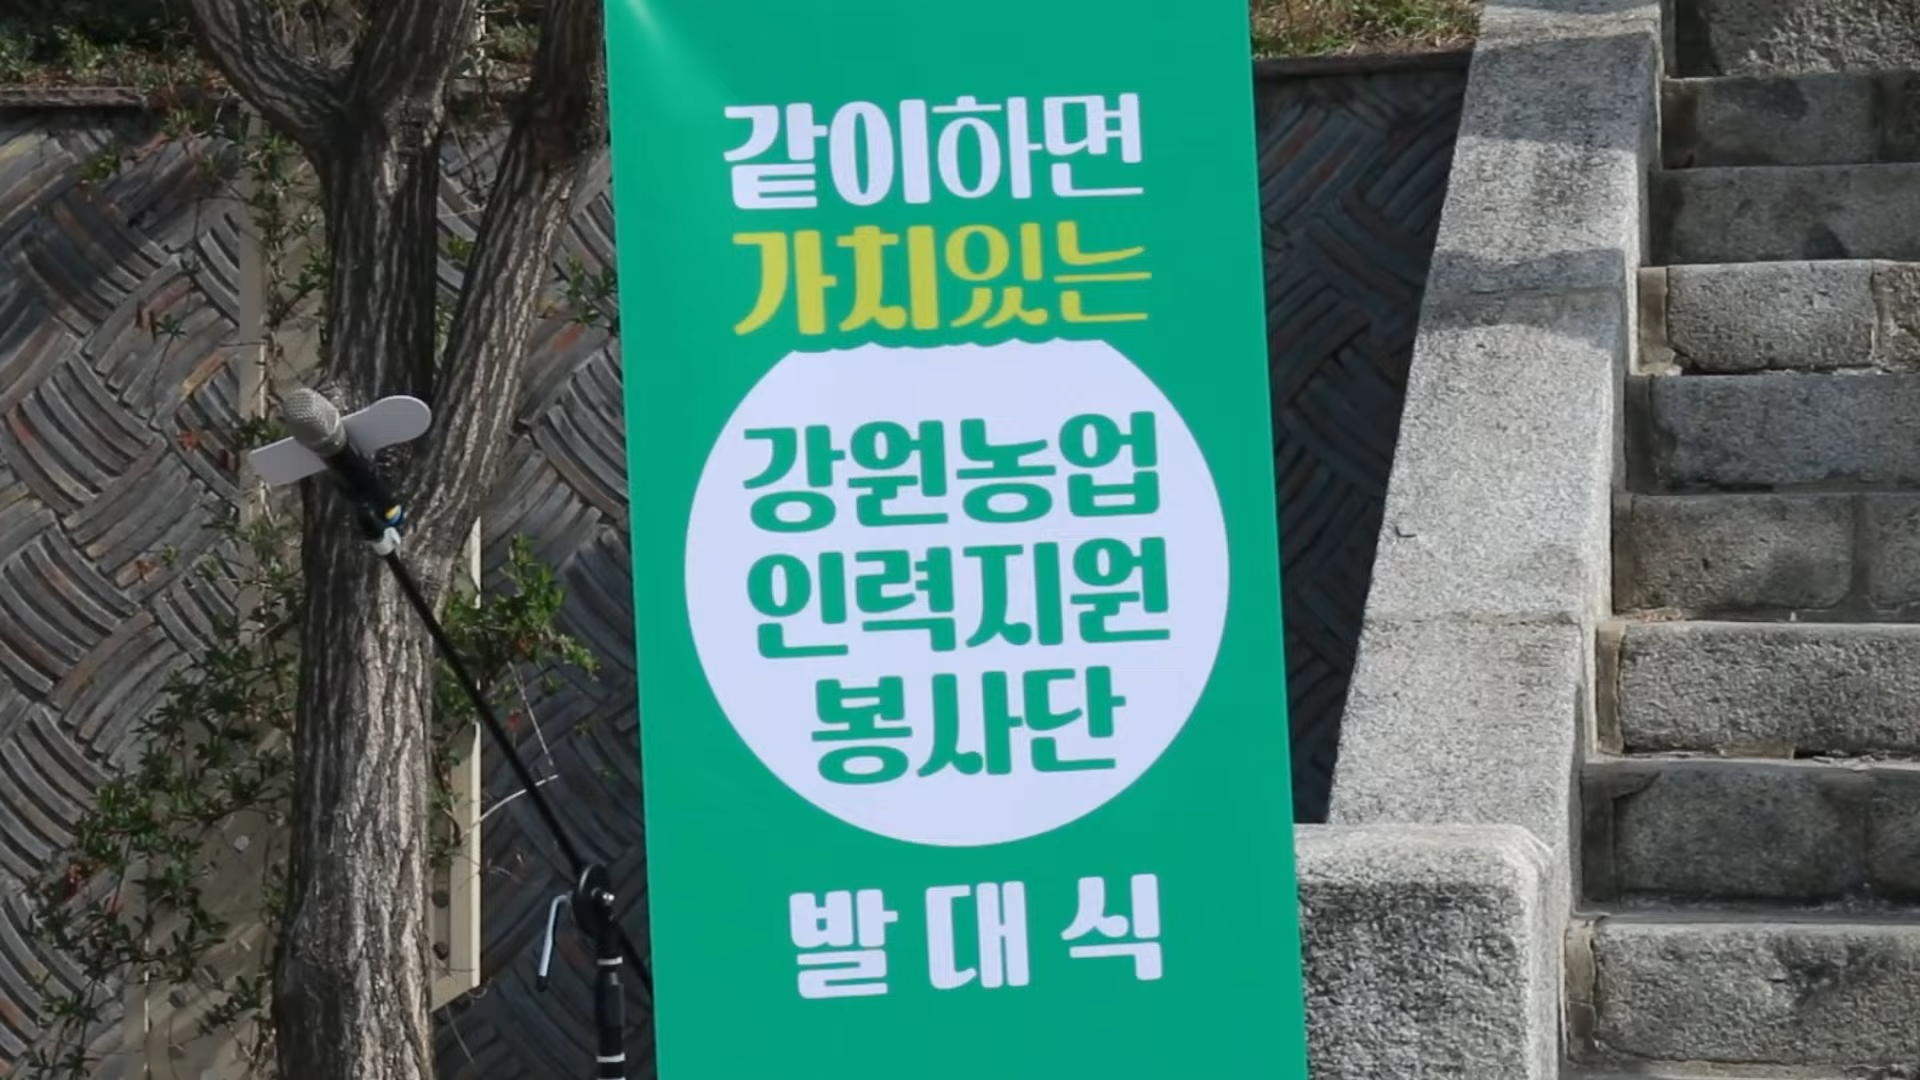 같이하면
가치있는
강원농업
인력지원
봉사단
발대식